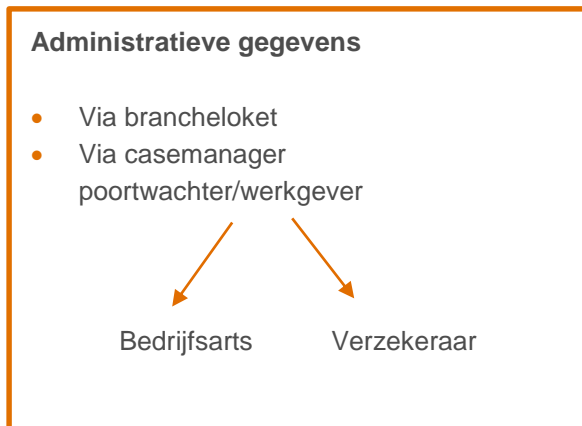 Administratieve gegevens
• Via brancheloket
• Via casemanager
poortwachter/werkgever
Bedrijfsarts Verzekeraar